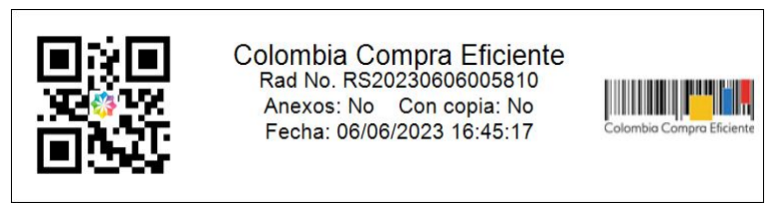 Colombia Compra Eficiente
Rad No. RS20230606005810
Anexos: No Con copia: No
Fecha: 06/06/2023 16:45:17
Colombia Compra Eficiente